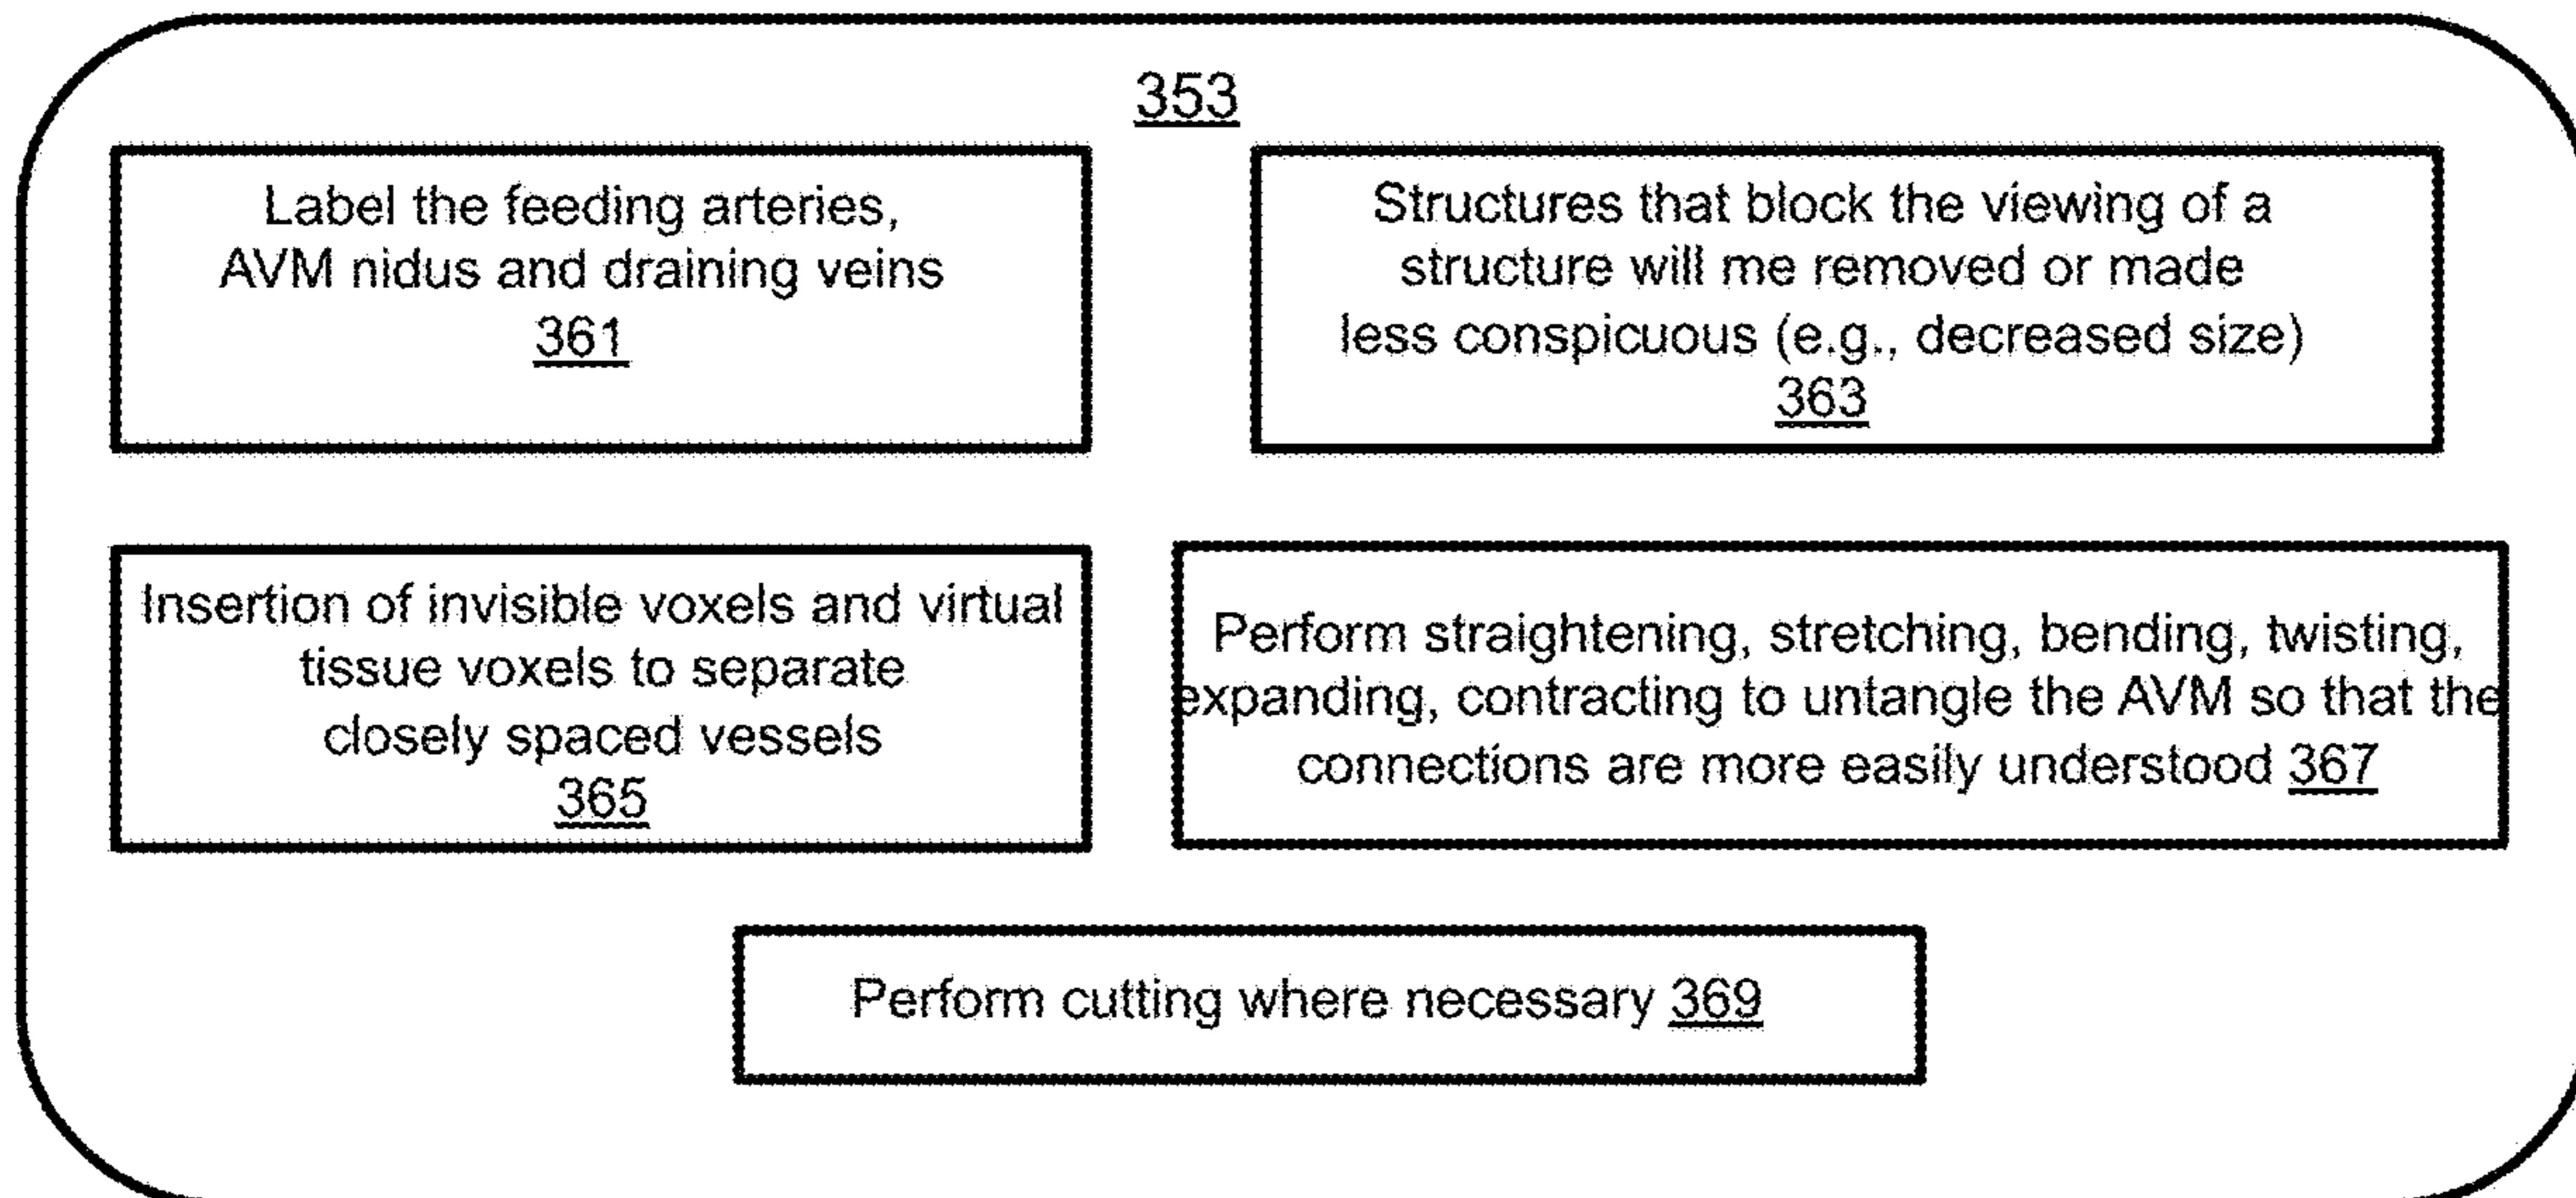 353
Label the feeding arteries,
AVM nidus and draining veins
361
Structures that block the viewing of a
structure will me removed or made
less conspicuous (e.g., decreased size)
363
Insertion of invisible voxels and virtual
tissue voxels to separate
closely spaced vessels
365
Perform straightening, stretching, bending, twisting,
expanding, contracting to untangle the AVM so that the
connections are more easily understood 367
Perform cutting where necessary 369